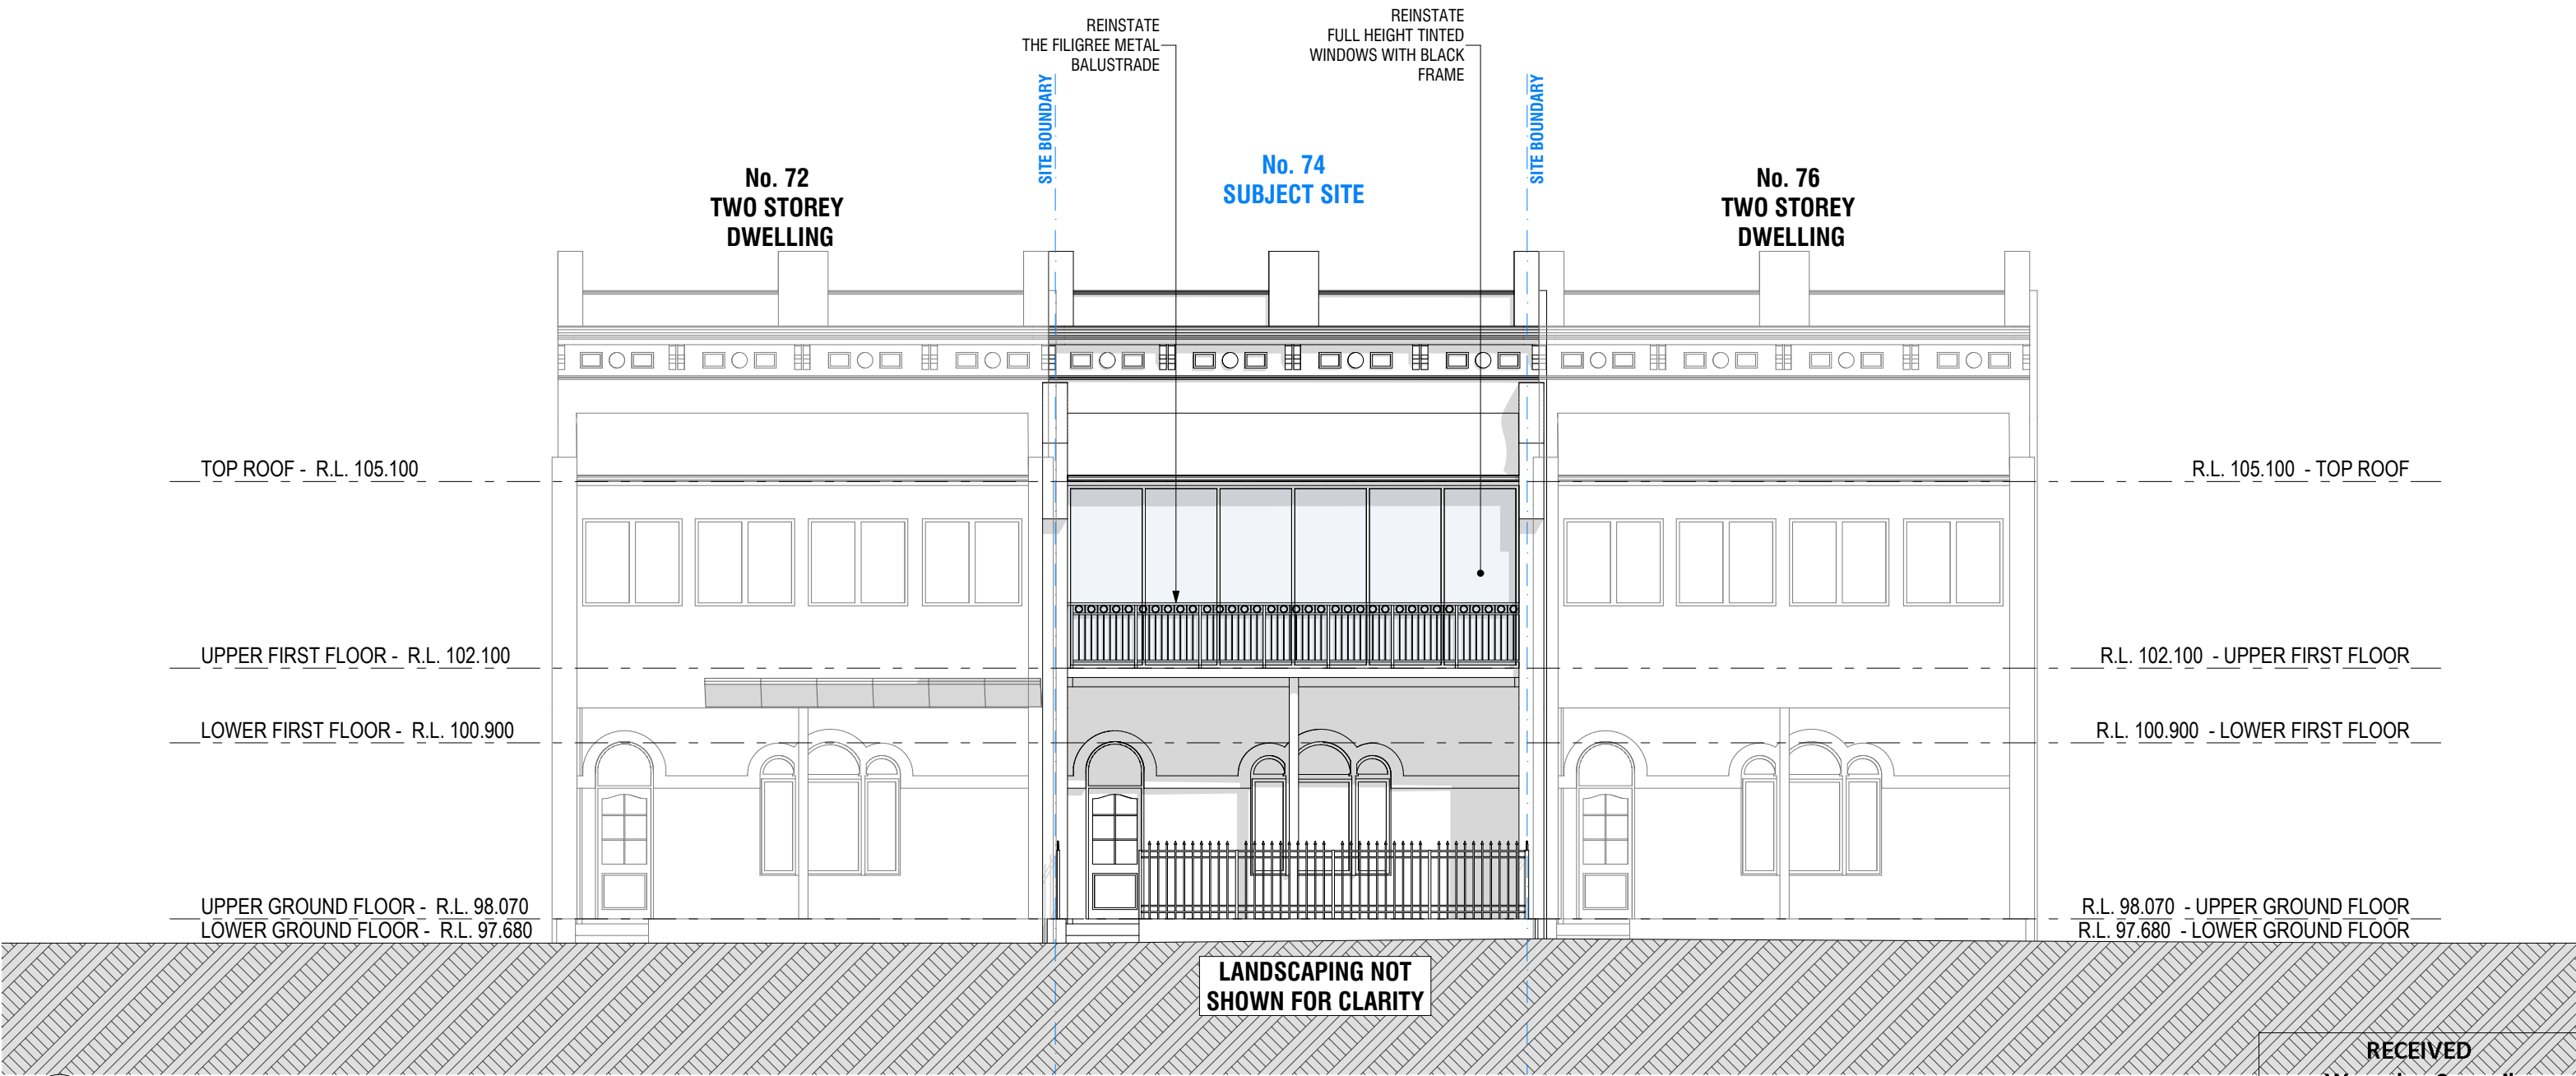 REINSTATE
THE FILIGREE METAL
BALUSTRADE
REINSTATE
FULL HEIGHT TINTED
WINDOWS WITH BLACK
FRAME
SITE BOUNDARY
SITE BOUNDARY
No. 72
TWO STOREY
DWELLING
No. 74
SUBJECT SITE
No. 76
TWO STOREY
DWELLING
TOP ROOF - R.L. 105.100
R.L. 105.100 - TOP ROOF
UPPER FIRST FLOOR - R.L. 102.100
R.L. 102.100 - UPPER FIRST FLOOR
LOWER FIRST FLOOR - R.L. 100.900
R.L. 100.900 - LOWER FIRST FLOOR
UPPER GROUND FLOOR - R.L. 98.070
R.L. 98.070 - UPPER GROUND FLOOR
LOWER GROUND FLOOR - R.L. 97.680
R.L. 97.680 - LOWER GROUND FLOOR
LANDSCAPING NOT
SHOWN FOR CLARITY
RECEIVED